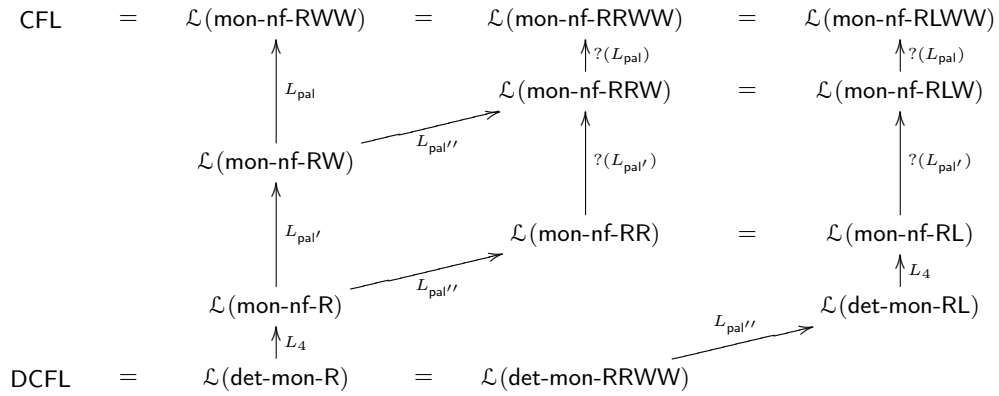 CFL = ℒ(mon-nf-RWW) = ℒ(mon-nf-RRWW) = ℒ(mon-nf-RLWW)
?(L_pal) ?(L_pal)
L_pal ℒ(mon-nf-RRW) = ℒ(mon-nf-RLW)
L_pal''
ℒ(mon-nf-RW) ?(L_pal') ?(L_pal')
L_pal' ℒ(mon-nf-RR) = ℒ(mon-nf-RL)
L_pal'' L_4
ℒ(mon-nf-R) ℒ(det-mon-RL)
L_4 L_pal''
DCFL = ℒ(det-mon-R) = ℒ(det-mon-RRWW)